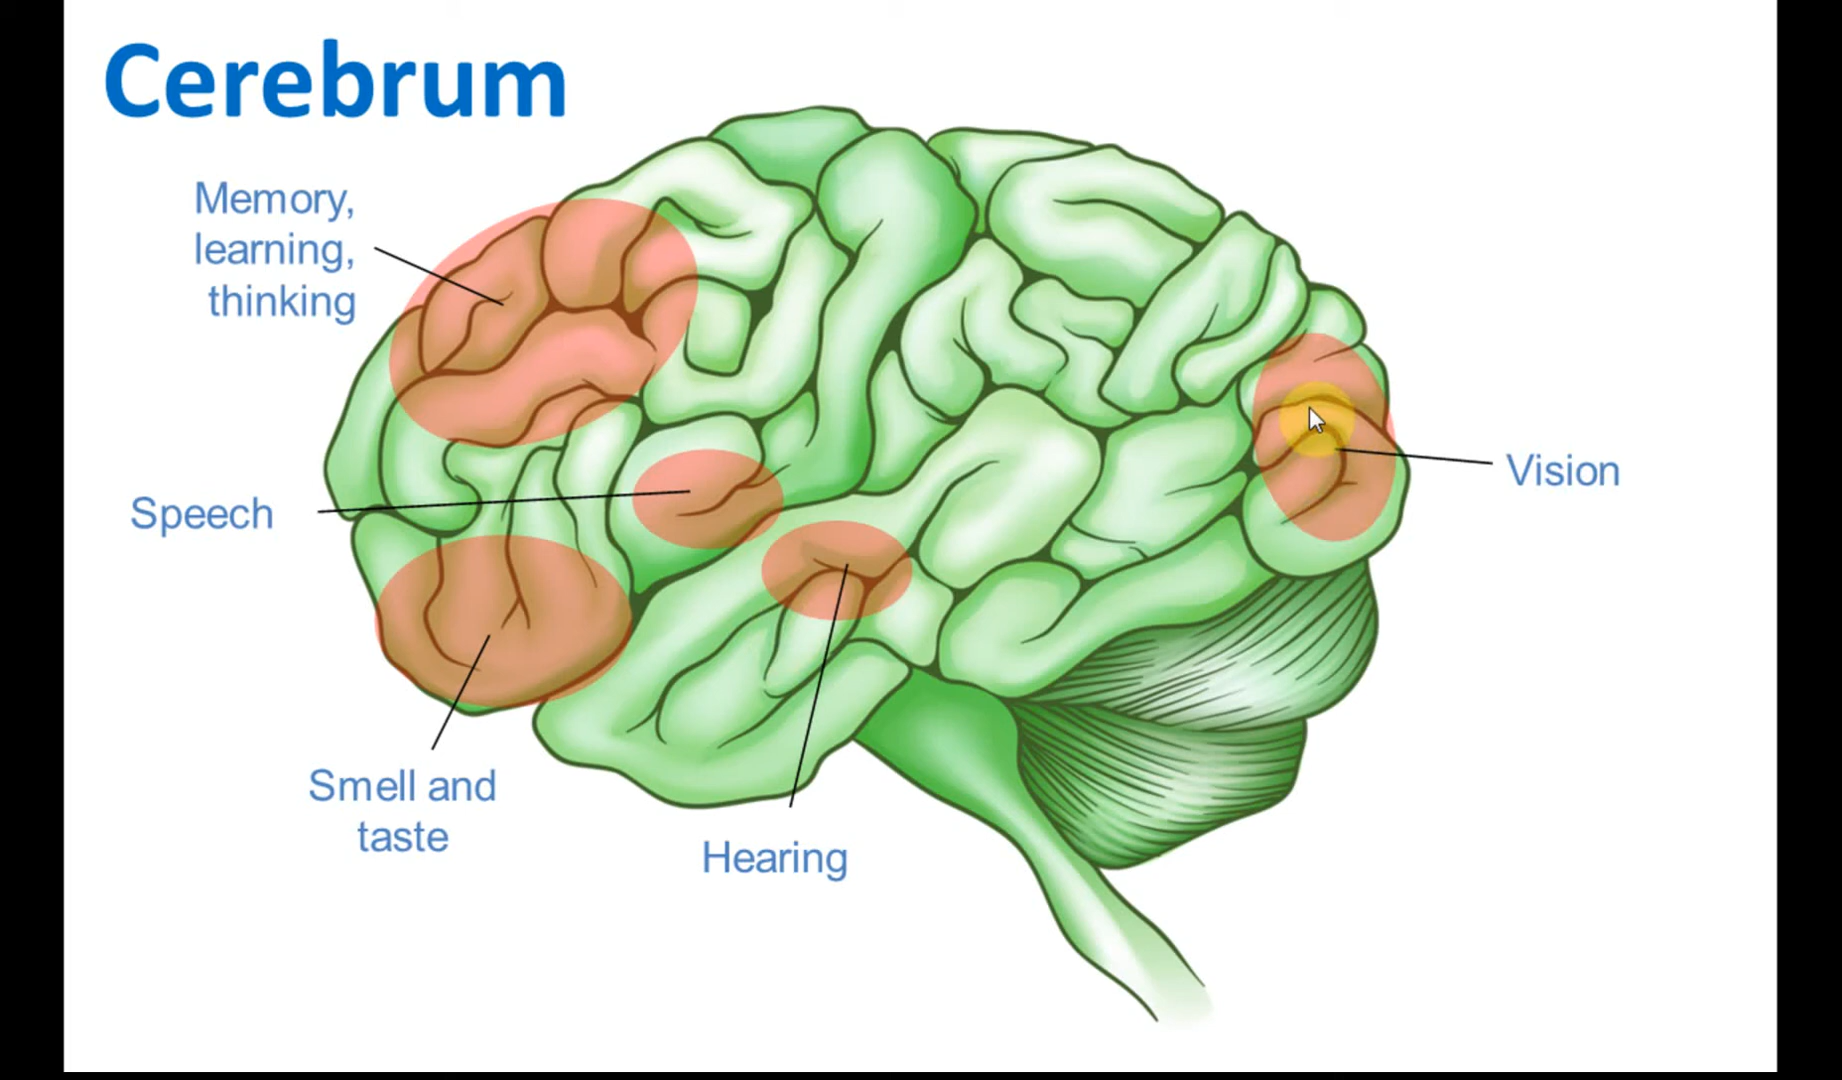 Cerebrum
Memory,
learning,
thinking
Speech
Vision
Smell and
taste
Hearing